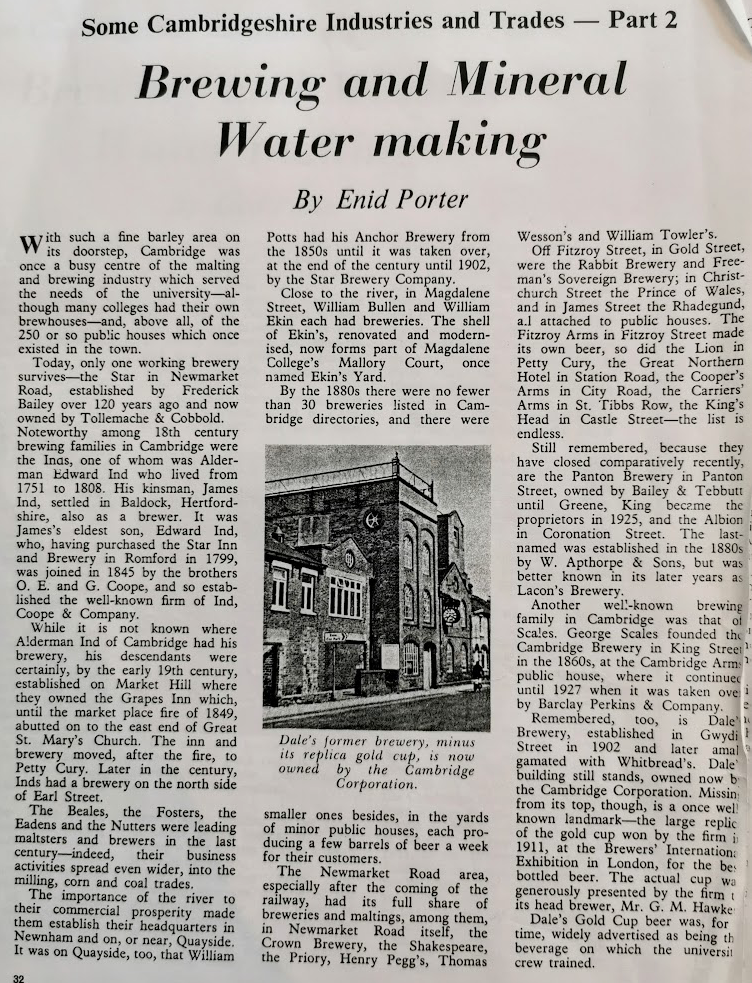 Some Cambridgeshire Industries and Trades — Part 2
Brewing and Mineral
Water making
By Enid Porter
With such a fine barley area on
its doorstep, Cambridge was
once a busy centre of the malting
and brewing industry which served
the needs of the university—al-
though many colleges had their own
brewhouses—and, above all, of the
250 or so public houses which once
existed in the town.
Today, only one working brewery
survives—the Star in Newmarket
Road, established by Frederick
Bailey over 120 years ago and now
owned by Tollemache & Cobbold.
Noteworthy among 18th century
brewing families in Cambridge were
the Inds, one of whom was Alder-
man Edward Ind who lived from
1751 to 1808. His kinsman, James
Ind, settled in Baldock, Hertford-
shire, also as a brewer. It was
James's eldest son, Edward Ind,
who, having purchased the Star Inn
and Brewery in Romford in 1799,
was joined in 1845 by the brothers
O. E. and G. Coope, and so estab-
lished the well-known firm of Ind,
Coope & Company.
While it is not known where
Alderman Ind of Cambridge had his
brewery, his descendants were
certainly, by the early 19th century,
established on Market Hill where
they owned the Grapes Inn which,
until the market place fire of 1849,
abutted on to the east end of Great
St. Mary's Church. The inn and
brewery moved, after the fire, to
Petty Cury. Later in the century,
Inds had a brewery on the north side
of Earl Street.
The Beales, the Fosters, the
Eadens and the Nutters were leading
maltsters and brewers in the last
century—indeed, their business
activities spread even wider, into the
milling, corn and coal trades.
The importance of the river to
their commercial prosperity made
them establish their headquarters in
Newnham and on, or near, Quayside.
It was on Quayside, too, that William
32
Potts had his Anchor Brewery from
the 1850s until it was taken over,
at the end of the century until 1902,
by the Star Brewery Company.
Close to the river, in Magdalene
Street, William Bullen and William
Ekin each had breweries. The shell
of Ekin's, renovated and modern-
ised, now forms part of Magdalene
College's Mallory Court, once
named Ekin's Yard.
By the 1880s there were no fewer
than 30 breweries listed in Cam-
bridge directories, and there were
Dale's former brewery, minus
its replica gold cup, is now
owned by the Cambridge
Corporation.
smaller ones besides, in the yards
of minor public houses, each pro-
ducing a few barrels of beer a week
for their customers.
The Newmarket Road area,
especially after the coming of the
railway, had its full share of
breweries and maltings, among them,
in Newmarket Road itself, the
Crown Brewery, the Shakespeare,
the Priory, Henry Pegg's, Thomas
Wesson's and William Towler's.
Off Fitzroy Street, in Gold Street,
were the Rabbit Brewery and Free-
man's Sovereign Brewery; in Christ-
church Street the Prince of Wales,
and in James Street the Rhadegund,
all attached to public houses. The
Fitzroy Arms in Fitzroy Street made
its own beer, so did the Lion in
Petty Cury, the Great Northern
Hotel in Station Road, the Cooper's
Arms in City Road, the Carriers'
Arms in St. Tibbs Row, the King's
Head in Castle Street—the list is
endless.
Still remembered, because they
have closed comparatively recently,
are the Panton Brewery in Panton
Street, owned by Bailey & Tebbutt
until Greene, King became the
proprietors in 1925, and the Albion
in Coronation Street. The last-
named was established in the 1880s
by W. Apthorpe & Sons, but was
better known in its later years as
Lacon's Brewery.
Another well-known brewing
family in Cambridge was that of
Scales. George Scales founded the
Cambridge Brewery in King Street
in the 1860s, at the Cambridge Arms
public house, where it continued
until 1927 when it was taken ove
by Barclay Perkins & Company.
Remembered, too, is Dale'
Brewery, established in Gwydi
Street in 1902 and later amal
gamated with Whitbread's. Dale'
building still stands, owned now b
the Cambridge Corporation. Missin
from its top, though, is a once well
known landmark—the large replic
of the gold cup won by the firm i
1911, at the Brewers' Internation
Exhibition in London, for the be
bottled beer. The actual cup wa
generously presented by the firm t
its head brewer, Mr. G. M. Hawke
Dale's Gold Cup beer was, for
time, widely advertised as being th
beverage on which the universit
crew trained.